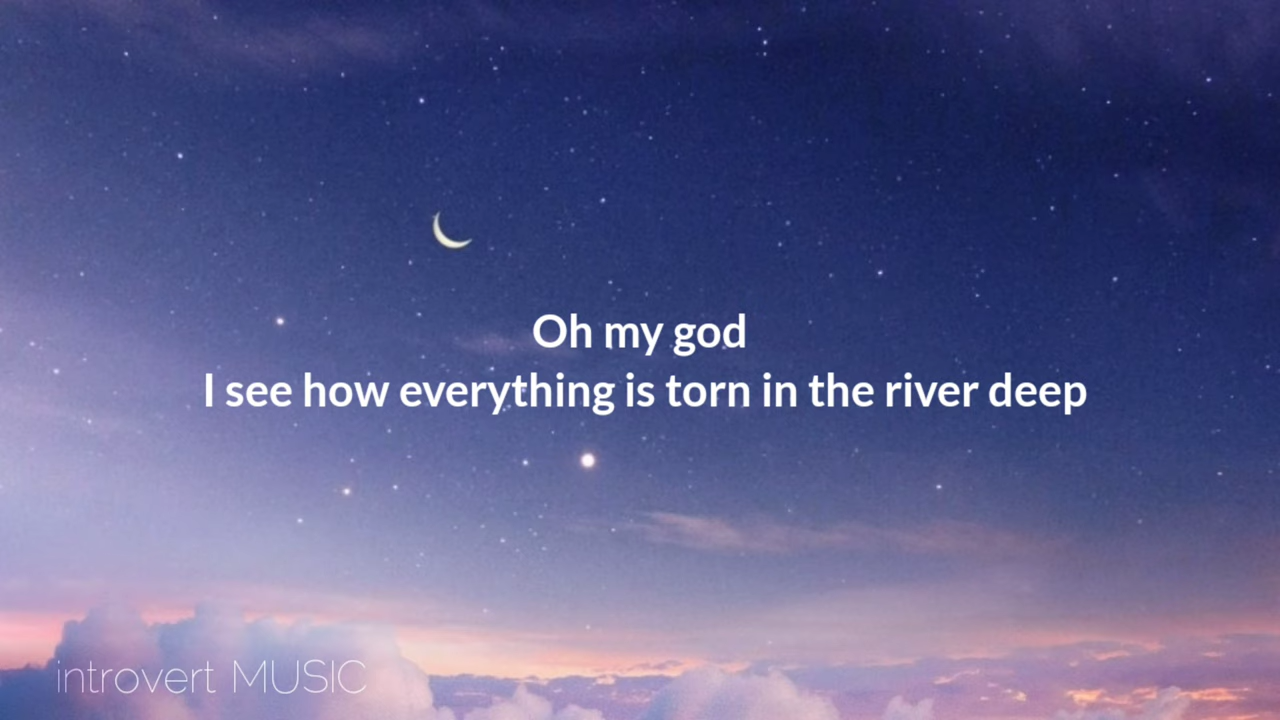 Oh my god
I see how everything is torn in the river deep
introvert MUSIC